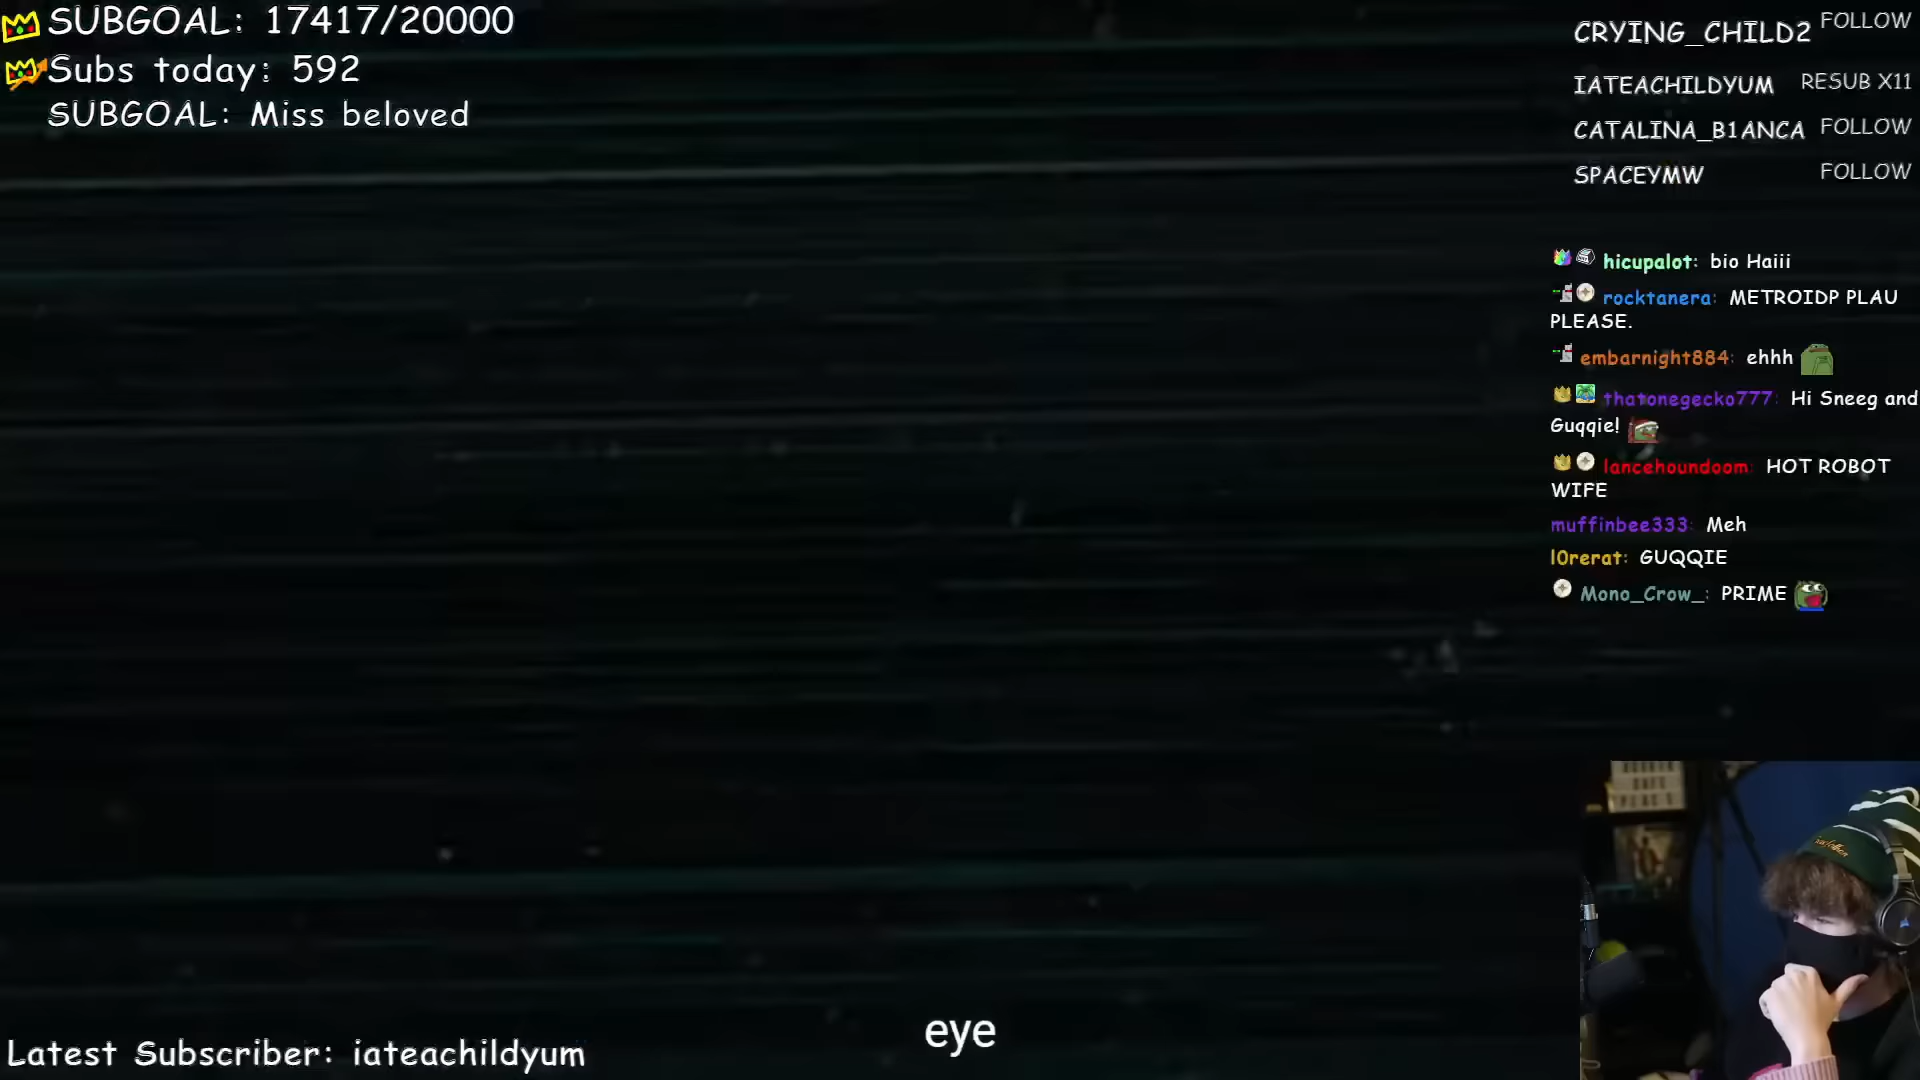 SUBGOAL: 17417/20000
Subs today: 592
SUBGOAL: Miss beloved
CRYING_CHILD2 FOLLOW
IATEACHILDYUM RESUB X11
CATALINA_B1ANCA FOLLOW
SPACEYMW FOLLOW
hicupalot: bio Haiii
rocktanera: METROIDP PLAU
PLEASE.
embarnight884: ehhh
thatonegecko777: Hi Sneeg and
Guqqie!
lancehoundoom: HOT ROBOT
WIFE
muffinbee333: Meh
l0rerat: GUQQIE
Mono_Crow_: PRIME
eye
Latest Subscriber: iateachildyum